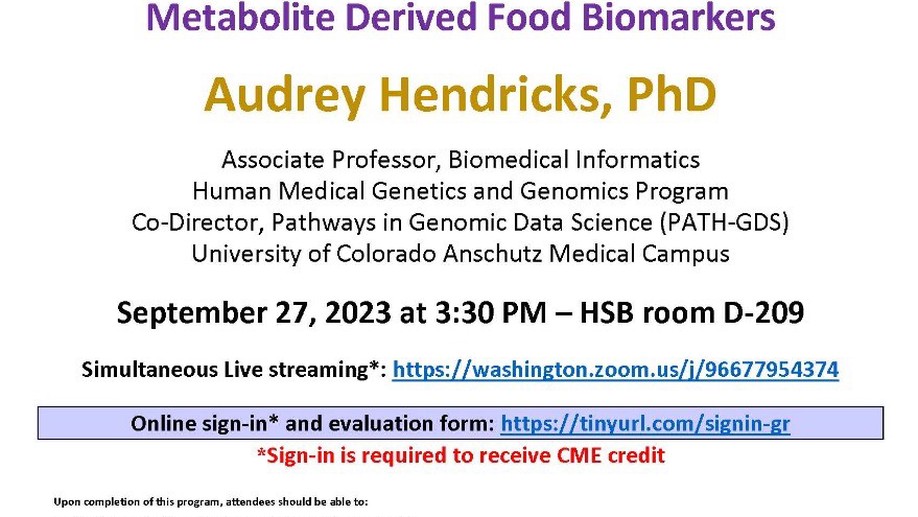 Metabolite Derived Food Biomarkers
Audrey Hendricks, PhD
Associate Professor, Biomedical Informatics
Human Medical Genetics and Genomics Program
Co-Director, Pathways in Genomic Data Science (PATH-GDS)
University of Colorado Anschutz Medical Campus
September 27, 2023 at 3:30 PM – HSB room D-209
Simultaneous Live streaming*: https://washington.zoom.us/j/96677954374
Online sign-in* and evaluation form: https://tinyurl.com/signin-gr
*Sign-in is required to receive CME credit
Upon completion of this program, attendees should be able to: